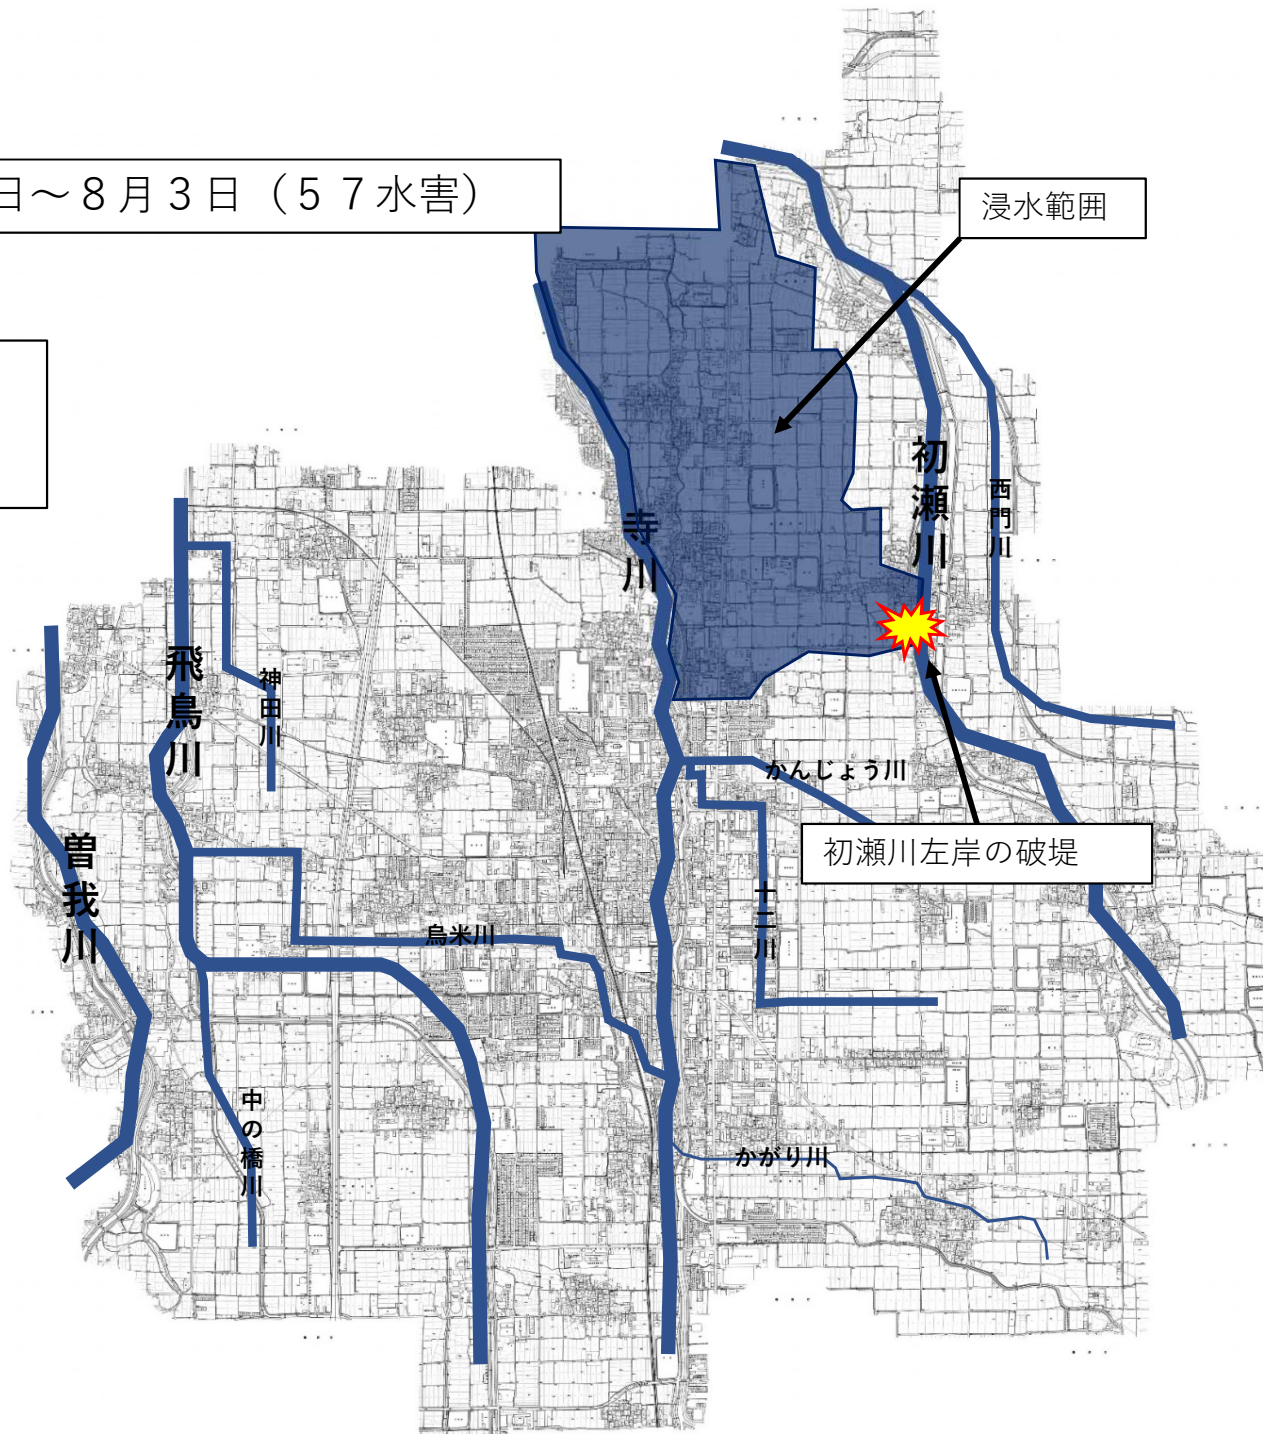 日～８月３日（５７水害）
浸水範囲
初瀬川
西門川
寺川
飛鳥川
神田川
かんじょう川
初瀬川左岸の破堤
曽我川
十二川
烏米川
中の橋川
かがり川